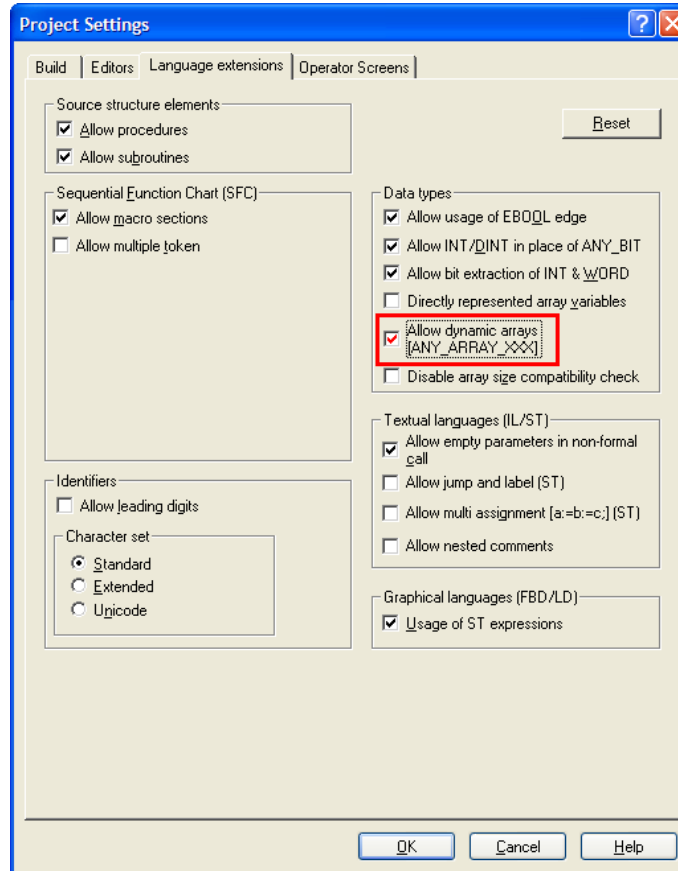 Project Settings
Build
Editors
Language extensions
Operator Screens
Source structure elements
Allow procedures
Allow subroutines
Reset
Sequential Function Chart (SFC)
Allow macro sections
Allow multiple token
Data types
Allow usage of EBOOL edge
Allow INT/DINT in place of ANY_BIT
Allow bit extraction of INT & WORD
Directly represented array variables
Allow dynamic arrays
[ANY_ARRAY_XXX]
Disable array size compatibility check
Textual languages (IL/ST)
Allow empty parameters in non-formal
call
Allow jump and label (ST)
Allow multi assignment [a:=b:=c;] (ST)
Allow nested comments
Identifiers
Allow leading digits
Character set
Standard
Extended
Unicode
Graphical languages (FBD/LD)
Usage of ST expressions
OK
Cancel
Help